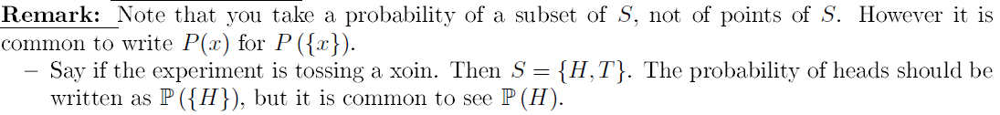 Remark: Note that you take a probability of a subset of S, not of points of S. However it is
common to write P(x) for P({x}).
– Say if the experiment is tossing a xoin. Then S = {H, T}. The probability of heads should be
written as ℙ({H}), but it is common to see ℙ(H).